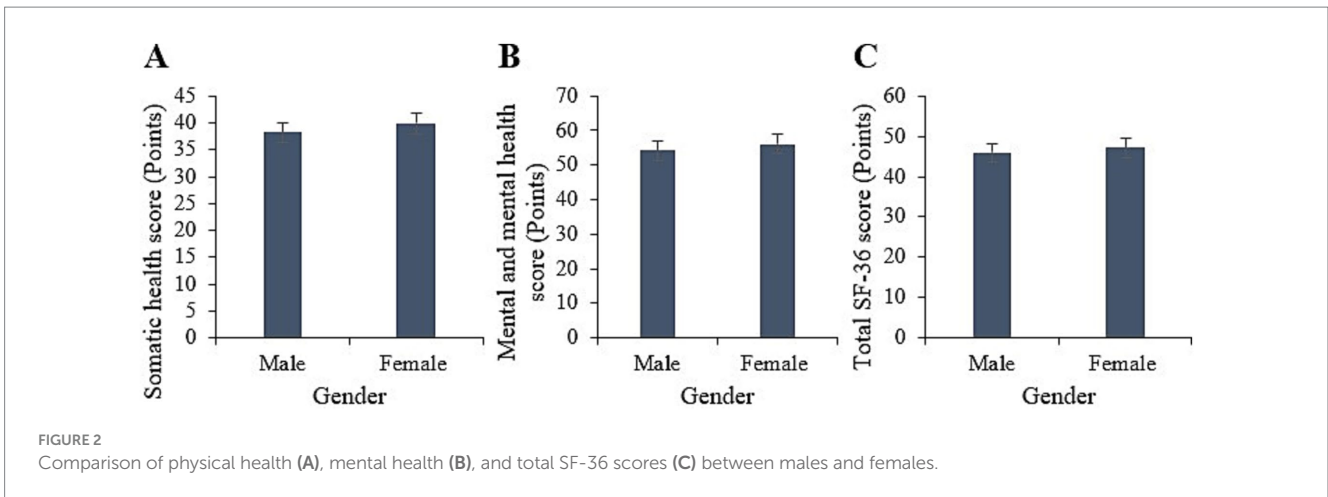 A
Somatic health score (Points)
45
40
35
30
25
20
15
10
5
0
Male Female
Gender
B
Mental and mental health
score (Points)
70
60
50
40
30
20
10
0
Male Female
Gender
C
Total SF-36 score (Points)
60
50
40
30
20
10
0
Male Female
Gender
FIGURE 2
Comparison of physical health (A), mental health (B), and total SF-36 scores (C) between males and females.